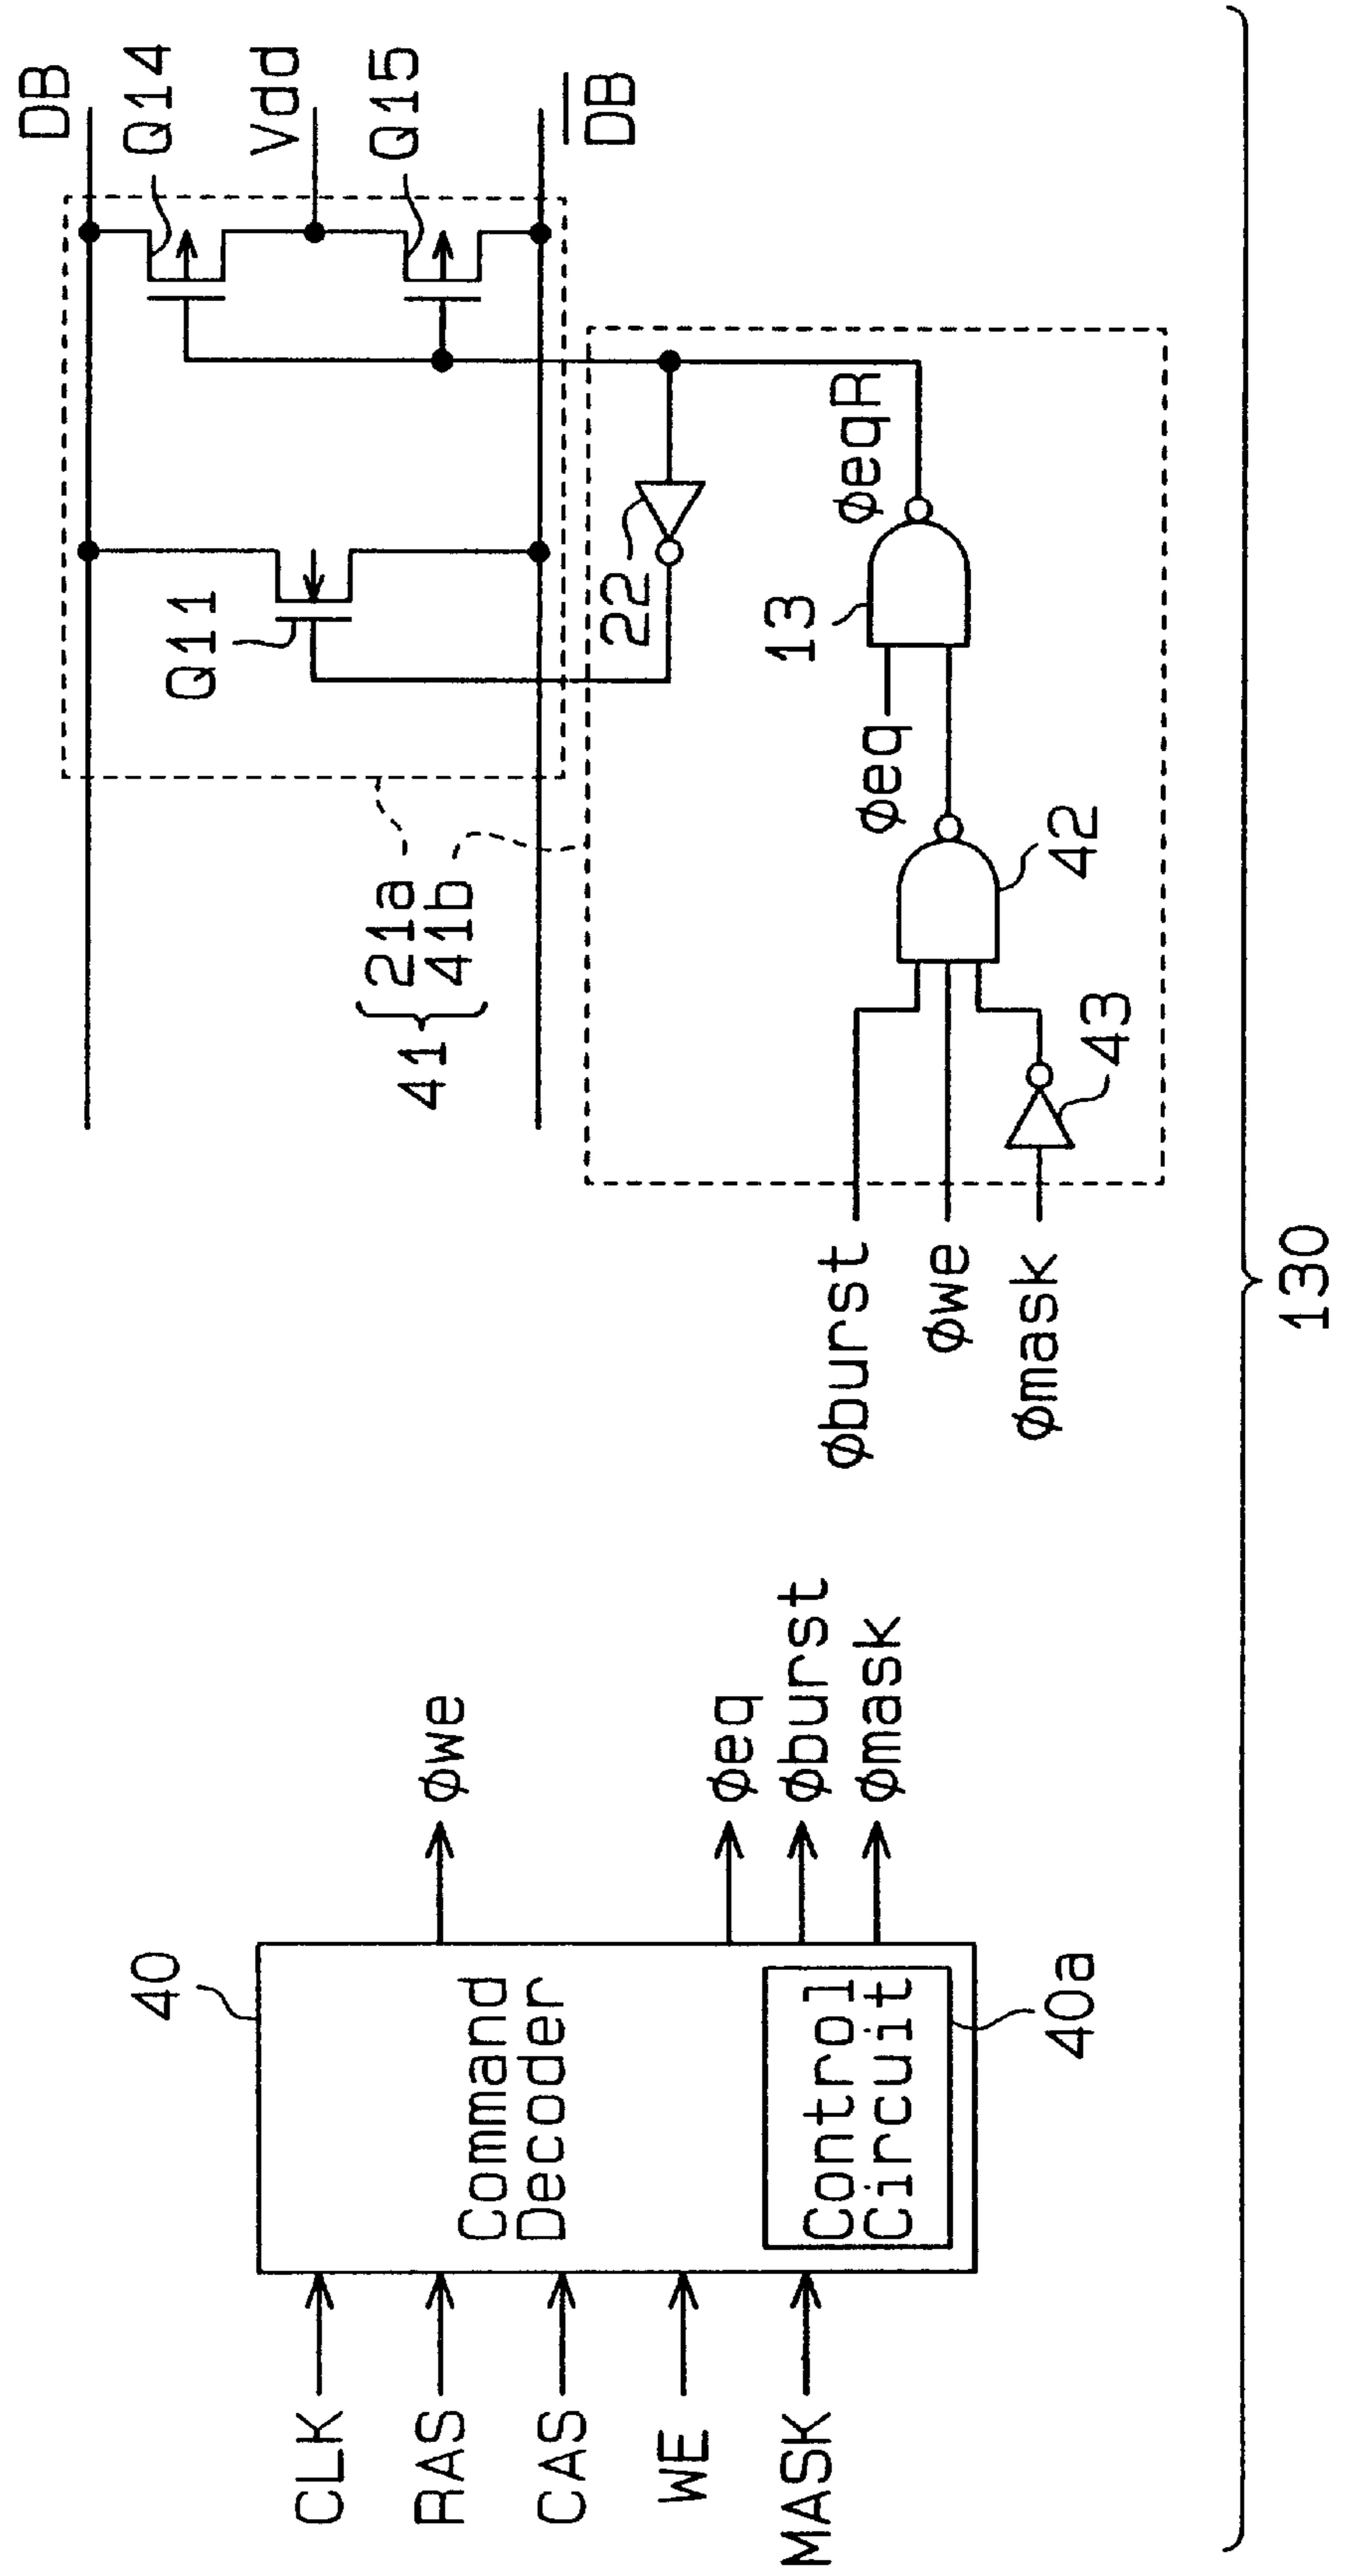 CLK
RAS
CAS
WE
MASK
40
Command
Decoder
Control
Circuit
40a
φwe
φeq
φburst
φmask
φburst
φwe
φmask
43
42
φeq
13
φeqR
22
41
21a
41b
Q11
DB
Q14
Vdd
Q15
DB
130